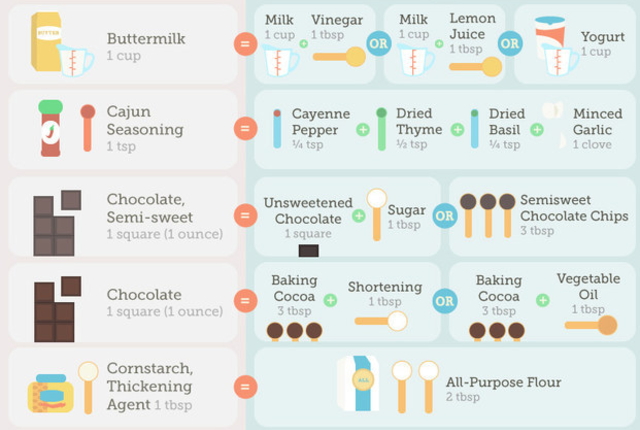 Buttermilk
1 cup
=
Milk
1 cup
+
Vinegar
1 tbsp
OR
Milk
1 cup
+
Lemon
Juice
1 tbsp
OR
Yogurt
1 cup
Cajun
Seasoning
1 tsp
=
Cayenne
Pepper
¼ tsp
+
Dried
Thyme
½ tsp
+
Dried
Basil
¼ tsp
+
Minced
Garlic
1 clove
Chocolate,
Semi-sweet
1 square (1 ounce)
=
Unsweetened
Chocolate
1 square
+
Sugar
1 tbsp
OR
Semisweet
Chocolate Chips
3 tbsp
Chocolate
1 square (1 ounce)
=
Baking
Cocoa
3 tbsp
+
Shortening
1 tbsp
OR
Baking
Cocoa
3 tbsp
+
Vegetable
Oil
1 tbsp
Cornstarch,
Thickening
Agent 1 tbsp
=
All-Purpose Flour
2 tbsp